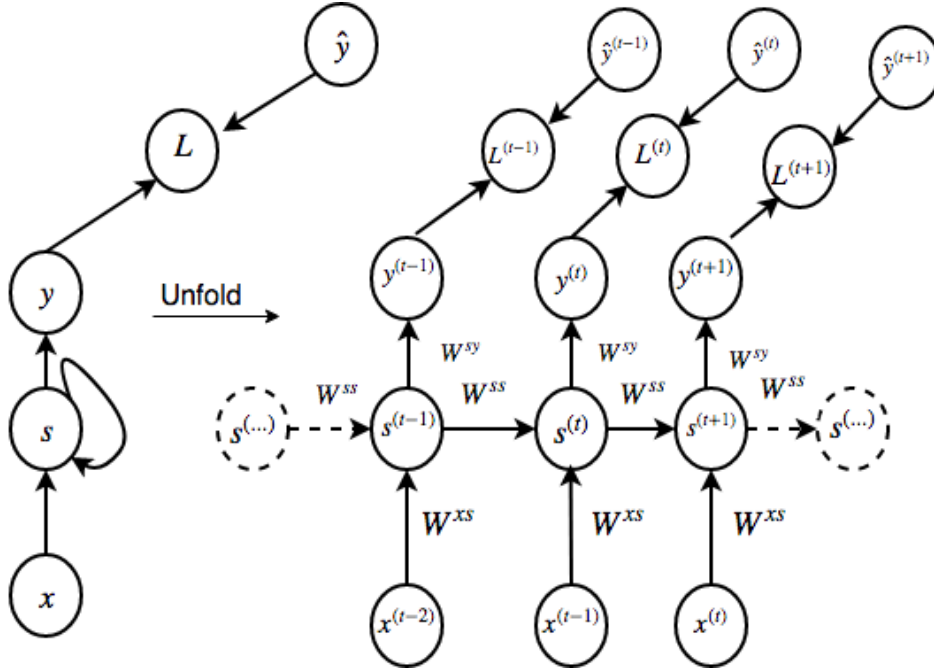 ŷ
L
y
s
x
Unfold
ŷ^(t−1) ŷ^(t) ŷ^(t+1)
L^(t−1) L^(t) L^(t+1)
y^(t−1) y^(t) y^(t+1)
W^sy W^sy W^sy
W^ss W^ss W^ss W^ss
s^(...) s^(t−1) s^(t) s^(t+1) s^(...)
W^xs W^xs W^xs
x^(t−2) x^(t−1) x^(t)